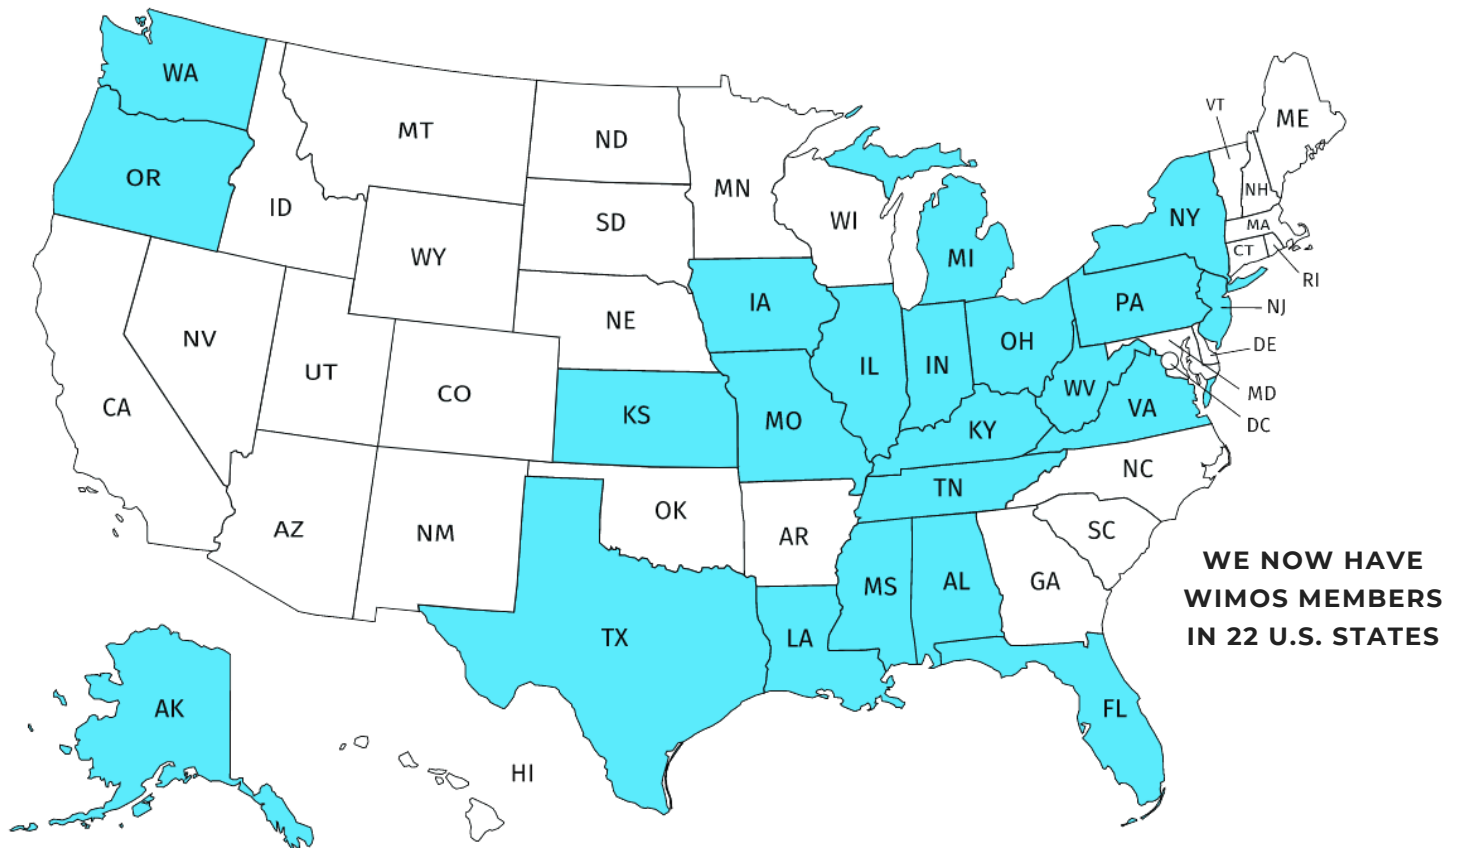 WA
OR
CA
NV
ID
MT
WY
UT
CO
AZ
NM
ND
SD
NE
KS
OK
TX
MN
IA
MO
AR
LA
WI
IL
MI
IN
OH
KY
TN
MS
AL
GA
FL
SC
NC
VA
WV
PA
NY
VT
NH
ME
MA
CT
RI
NJ
DE
MD
DC
AK
HI
WE NOW HAVE
WIMOS MEMBERS
IN 22 U.S. STATES